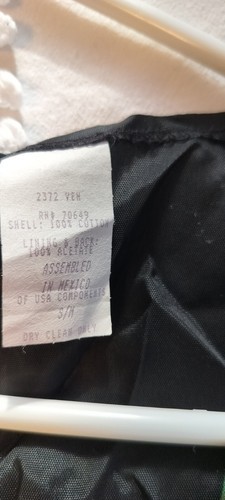 2372 VEH
RN# 70649
SHELL: 100% COTTON
LINING & BACK:
100% ACETATE
ASSEMBLED
IN MEXICO
OF USA COMPONENTS
S/M
DRY CLEAN ONLY